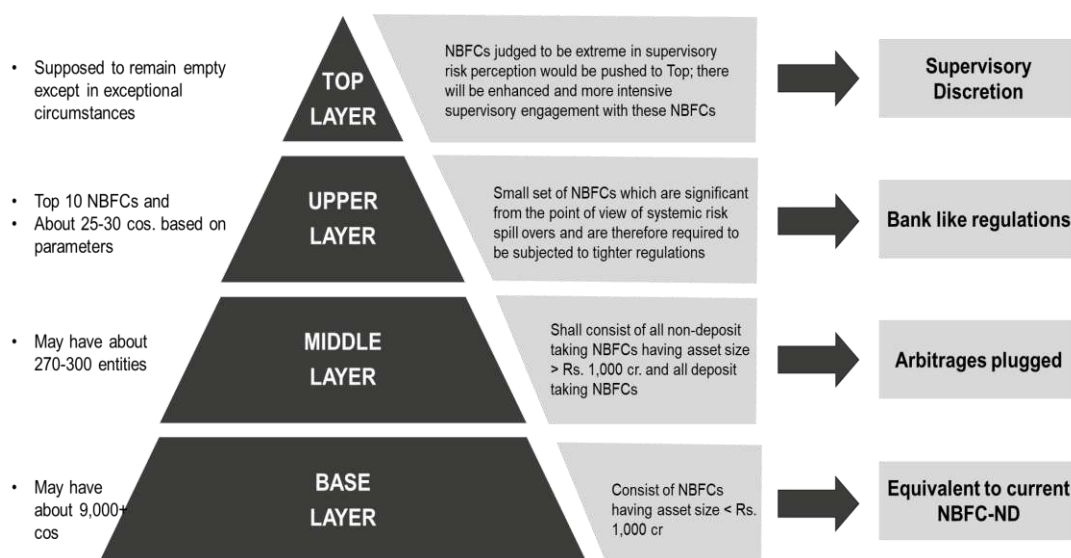 • Supposed to remain empty
except in exceptional
circumstances
TOP
LAYER
NBFCs judged to be extreme in supervisory
risk perception would be pushed to Top; there
will be enhanced and more intensive
supervisory engagement with these NBFCs
Supervisory
Discretion
• Top 10 NBFCs and
• About 25-30 cos. based on
parameters
UPPER
LAYER
Small set of NBFCs which are significant
from the point of view of systemic risk
spill overs and are therefore required to
be subjected to tighter regulations
Bank like regulations
• May have about
270-300 entities
MIDDLE
LAYER
Shall consist of all non-deposit
taking NBFCs having asset size
> Rs. 1,000 cr. and all deposit
taking NBFCs
Arbitrages plugged
• May have
about 9,000+
cos
BASE
LAYER
Consist of NBFCs
having asset size < Rs.
1,000 cr
Equivalent to current
NBFC-ND